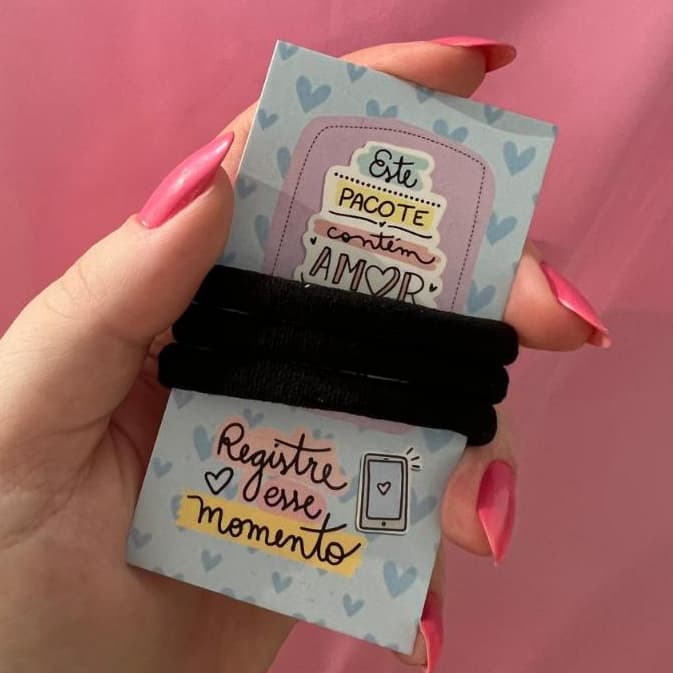 Este
PACOTE
contém
AMOR
Registre
esse
momento